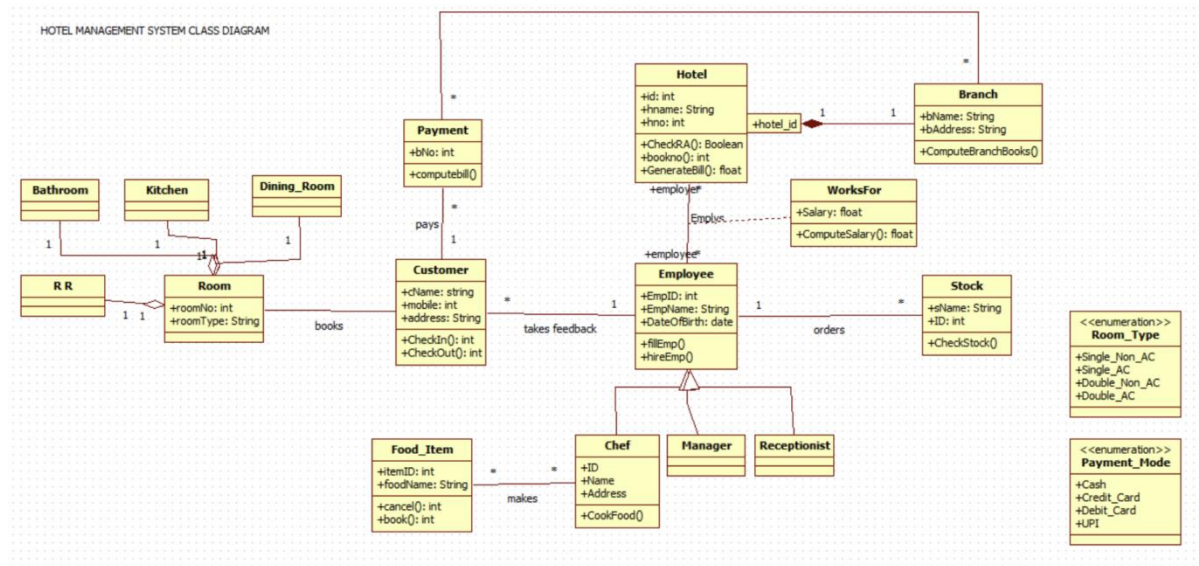 HOTEL MANAGEMENT SYSTEM CLASS DIAGRAM
*
*
Hotel
+id: int
+hname: String
+hno: int
+CheckRA(): Boolean
+bookno(): int
+GenerateBill(): float
+hotel_id
1
1
Branch
+bName: String
+bAddress: String
+ComputeBranchBooks()
Payment
+bNo: int
+computebill()
*
pays
1
+employer*
Emplys
+employee*
WorksFor
+Salary: float
+ComputeSalary(): float
Bathroom
Kitchen
Dining_Room
1
1
1
1
1
R R
1
1
Room
+roomNo: int
+roomType: String
books
Customer
+cName: string
+mobile: int
+address: String
+CheckIn(): int
+CheckOut(): int
*
1
takes feedback
Employee
+EmpID: int
+EmpName: String
+DateOfBirth: date
+fillEmp()
+hireEmp()
1
*
orders
Stock
+sName: String
+ID: int
+CheckStock()
<<enumeration>>
Room_Type
+Single_Non_AC
+Single_AC
+Double_Non_AC
+Double_AC
Food_Item
+itemID: int
+foodName: String
+cancel(): int
+book(): int
*
*
makes
Chef
+ID
+Name
+Address
+CookFood()
Manager
Receptionist
<<enumeration>>
Payment_Mode
+Cash
+Credit_Card
+Debit_Card
+UPI